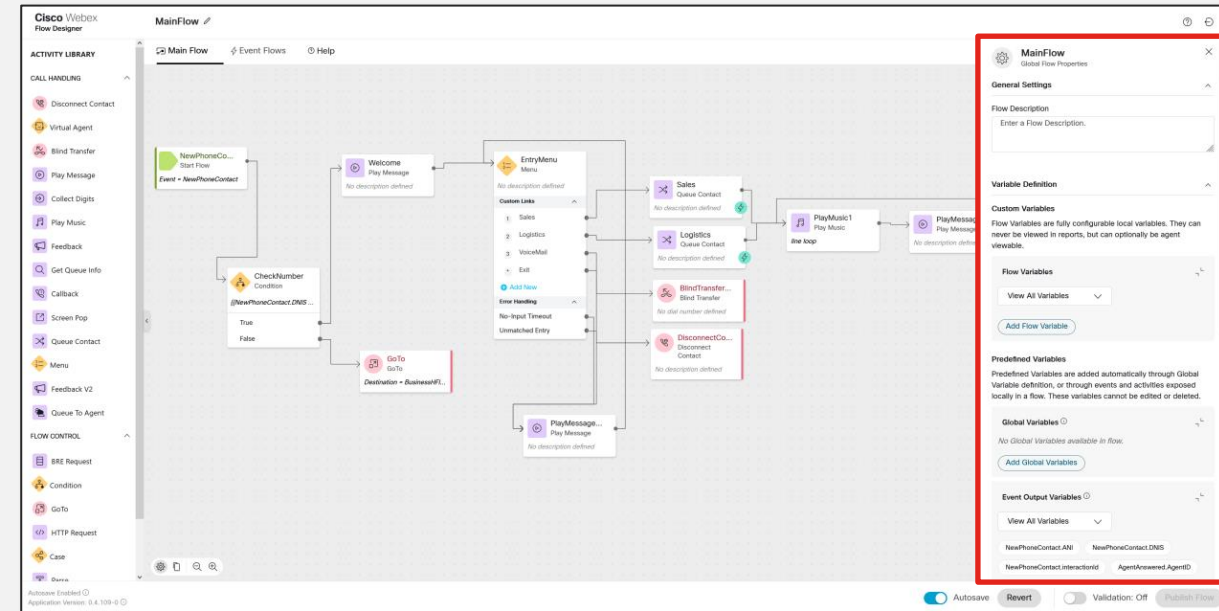 Cisco Webex
Flow Designer
MainFlow
ACTIVITY LIBRARY
CALL HANDLING
Disconnect Contact
Virtual Agent
Blind Transfer
Play Message
Collect Digits
Play Music
Feedback
Get Queue Info
Callback
Screen Pop
Queue Contact
Menu
Feedback V2
Queue To Agent
FLOW CONTROL
BRE Request
Condition
GoTo
HTTP Request
Case
Parse
Autosave Enabled
Application Version: 0.4.109-0
Main Flow
Event Flows
Help
NewPhoneCo...
Start Flow
Event = NewPhoneContact
CheckNumber
Condition
{{NewPhoneContact.DNIS ...
True
False
Welcome
Play Message
No description defined
GoTo
GoTo
Destination = BusinessHFl...
EntryMenu
Menu
No description defined
Custom Links
1 Sales
2 Logistics
3 VoiceMail
* Exit
Add New
Error Handling
No-Input Timeout
Unmatched Entry
PlayMessage...
Play Message
No description defined
Sales
Queue Contact
No description defined
Logistics
Queue Contact
No description defined
BlindTransfer...
Blind Transfer
No dial number defined
DisconnectCo...
Disconnect
Contact
No description defined
PlayMusic1
Play Music
line loop
PlayMessag
Play Message
No description define
MainFlow
Global Flow Properties
General Settings
Flow Description
Enter a Flow Description.
Variable Definition
Custom Variables
Flow Variables are fully configurable local variables. They can
never be viewed in reports, but can optionally be agent
viewable.
Flow Variables
View All Variables
Add Flow Variable
Predefined Variables
Predefined Variables are added automatically through Global
Variable definition, or through events and activities exposed
locally in a flow. These variables cannot be edited or deleted.
Global Variables
No Global Variables available in flow.
Add Global Variables
Event Output Variables
View All Variables
NewPhoneContact.ANI NewPhoneContact.DNIS
NewPhoneContact.interactionId AgentAnswered.AgentID
Autosave
Revert
Validation: Off
Publish Flow